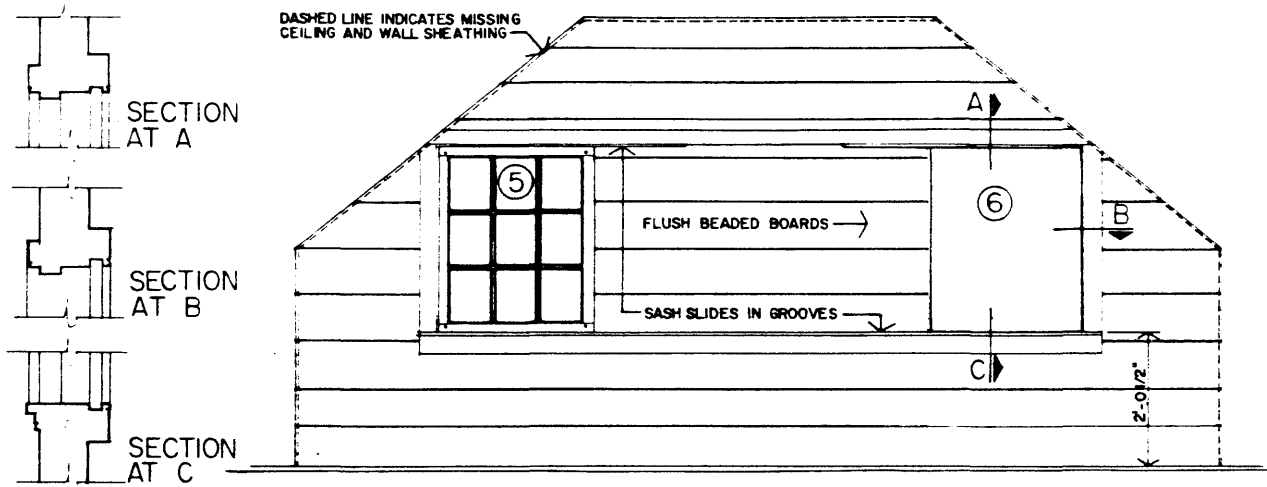 DASHED LINE INDICATES MISSING
CEILING AND WALL SHEATHING
SECTION
AT A
A
5
6
FLUSH BEADED BOARDS
B
SECTION
AT B
SASH SLIDES IN GROOVES
C
2'-0 1/2"
SECTION
AT C